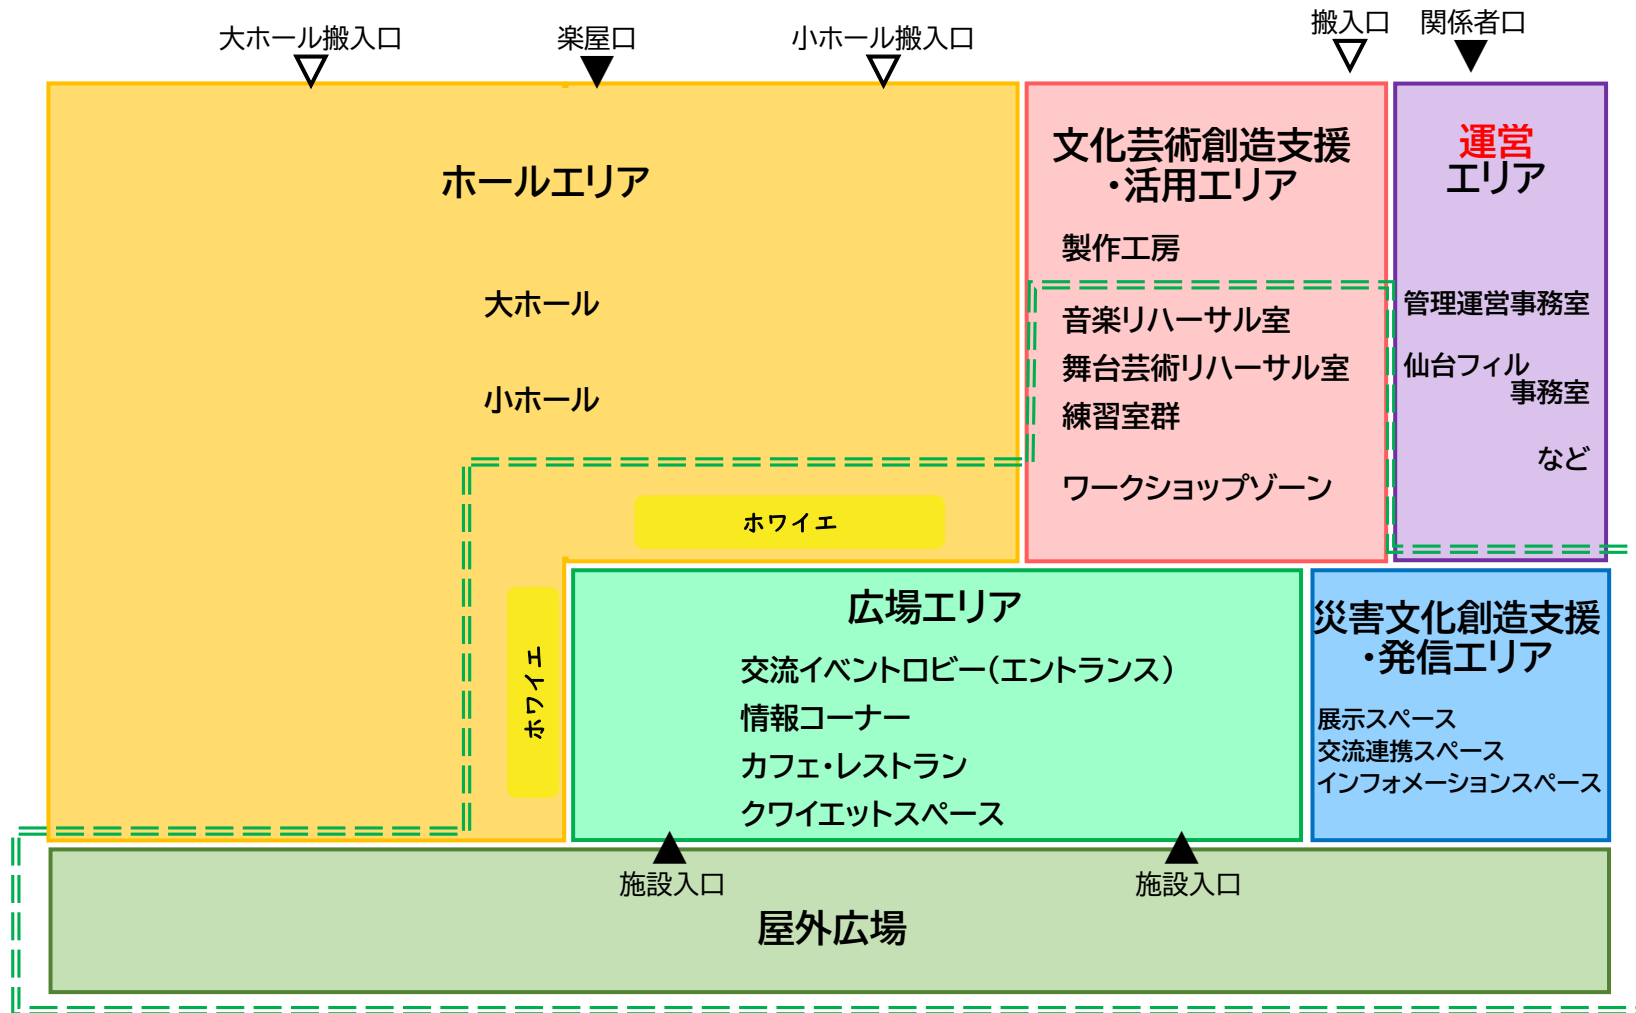 大ホール搬入口
楽屋口
小ホール搬入口
搬入口
関係者口
ホールエリア
大ホール
小ホール
ホワイエ
ホワイエ
文化芸術創造支援
・活用エリア
製作工房
音楽リハーサル室
舞台芸術リハーサル室
練習室群
ワークショップゾーン
運営
エリア
管理運営事務室
仙台フィル
事務室
など
広場エリア
交流イベントロビー(エントランス)
情報コーナー
カフェ・レストラン
クワイエットスペース
災害文化創造支援
・発信エリア
展示スペース
交流連携スペース
インフォメーションスペース
施設入口
施設入口
屋外広場